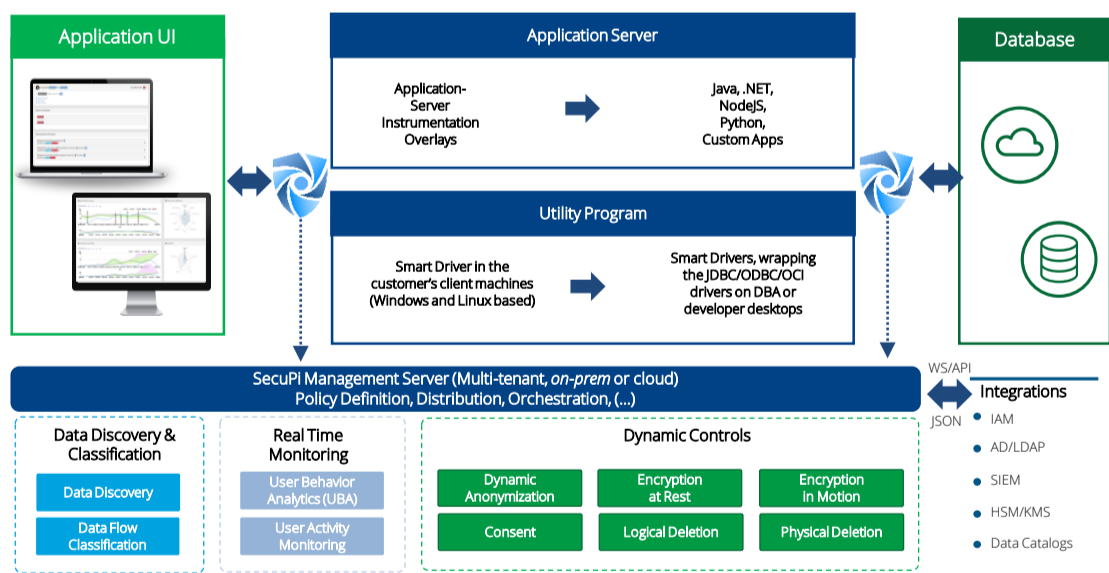 Application UI
Application Server
Application-
Server
Instrumentation
Overlays
Java, .NET,
NodeJS,
Python,
Custom Apps
Database
Utility Program
Smart Driver in the
customer's client machines
(Windows and Linux based)
Smart Drivers, wrapping
the JDBC/ODBC/OCI
drivers on DBA or
developer desktops
SecuPi Management Server (Multi-tenant, on-prem or cloud)
Policy Definition, Distribution, Orchestration, (...)
WS/API
JSON
Integrations
IAM
AD/LDAP
SIEM
HSM/KMS
Data Catalogs
Data Discovery &
Classification
Data Discovery
Data Flow
Classification
Real Time
Monitoring
User Behavior
Analytics (UBA)
User Activity
Monitoring
Dynamic Controls
Dynamic
Anonymization
Encryption
at Rest
Encryption
in Motion
Consent
Logical Deletion
Physical Deletion